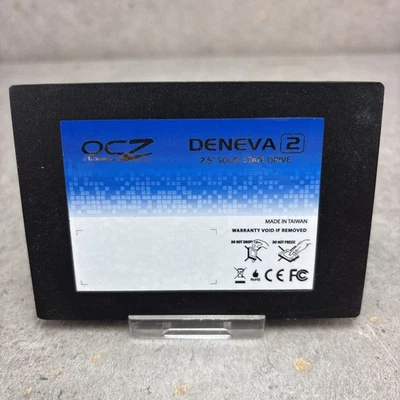 OCZ
DENEVA 2
2.5" SOLID STATE DRIVE
MADE IN TAIWAN
WARRANTY VOID IF REMOVED
DO NOT DROP!
DO NOT PRESS!
RoHS
CE FC